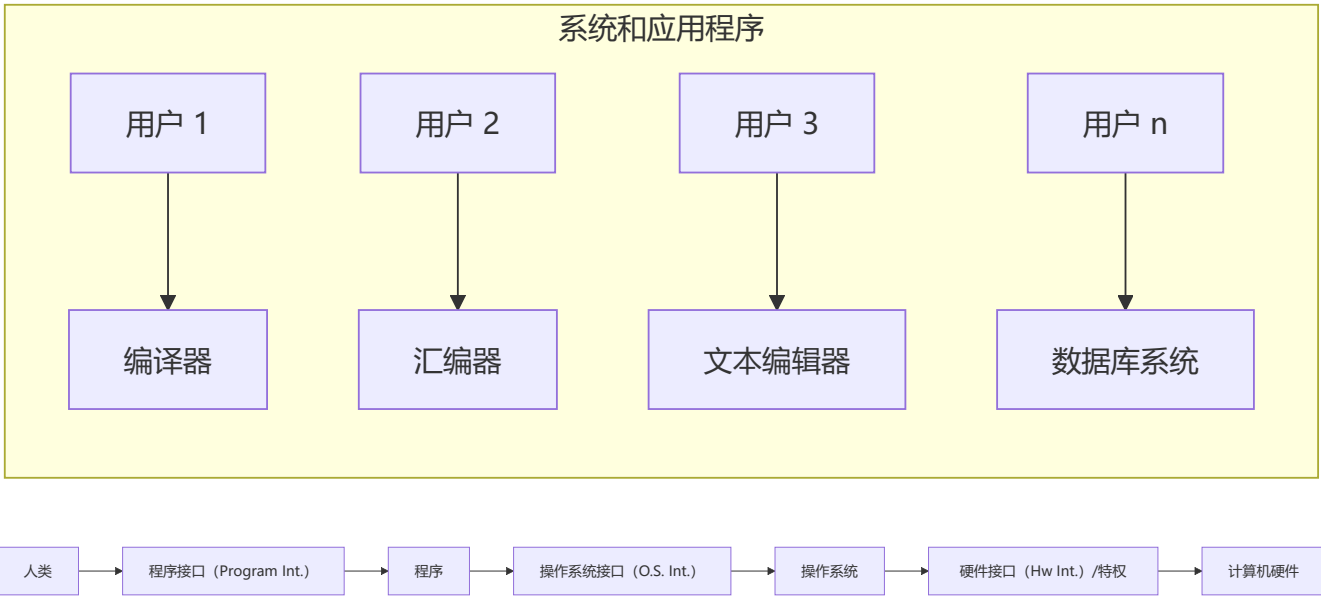 系统和应用程序
用户 1
用户 2
用户 3
用户 n
编译器
汇编器
文本编辑器
数据库系统
人类
程序接口（Program Int.）
程序
操作系统接口（O.S. Int.）
操作系统
硬件接口（Hw Int.）/特权
计算机硬件